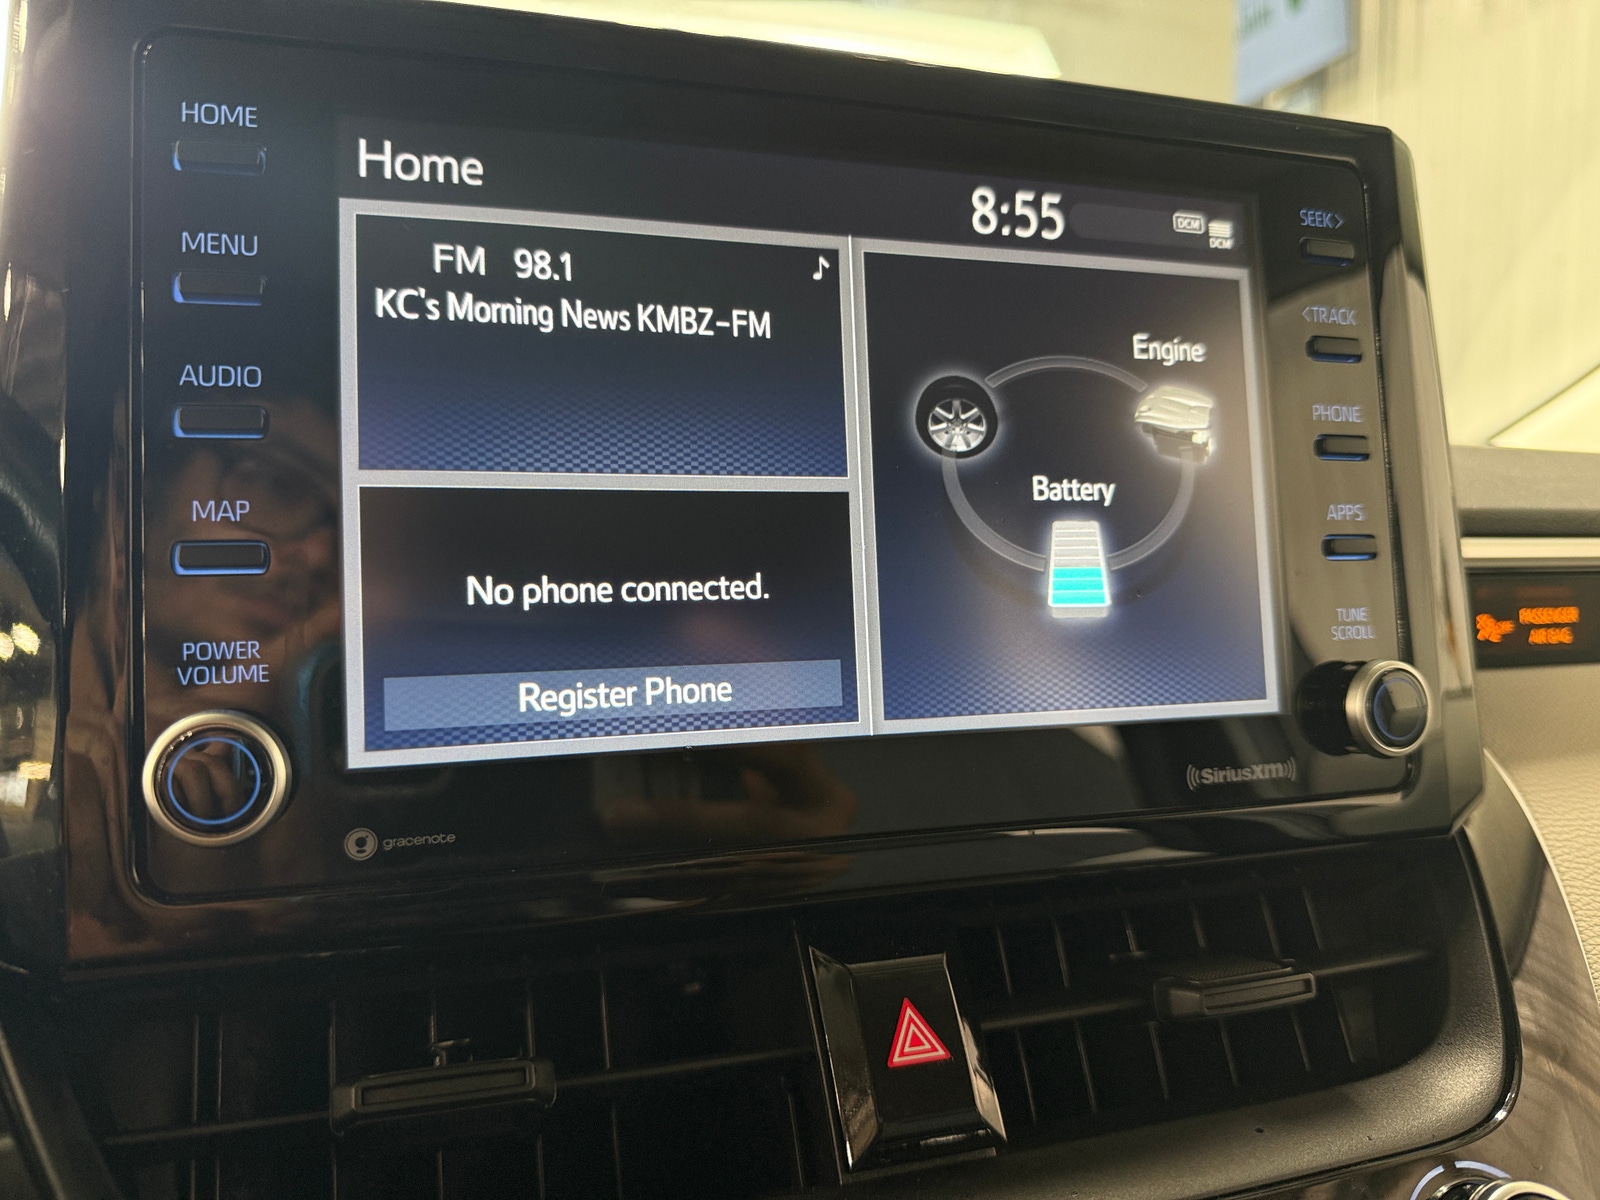 HOME
MENU
AUDIO
MAP
POWER
VOLUME
Home
8:55
DCM
DCM
FM 98.1
KC's Morning News KMBZ-FM
No phone connected.
Register Phone
Engine
Battery
SEEK>
<TRACK
PHONE
APPS
TUNE
SCROLL
PASSENGER
AIR BAG
gracenote
SiriusXM